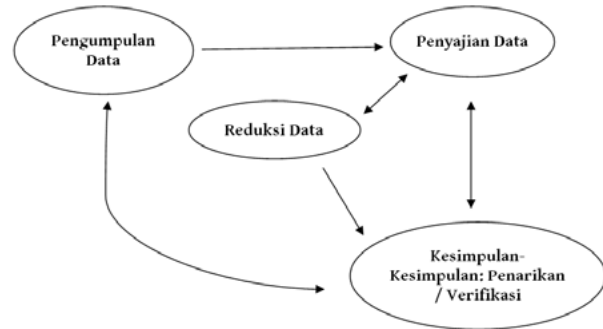 Pengumpulan
Data
Penyajian Data
Reduksi Data
Kesimpulan-
Kesimpulan: Penarikan
/ Verifikasi